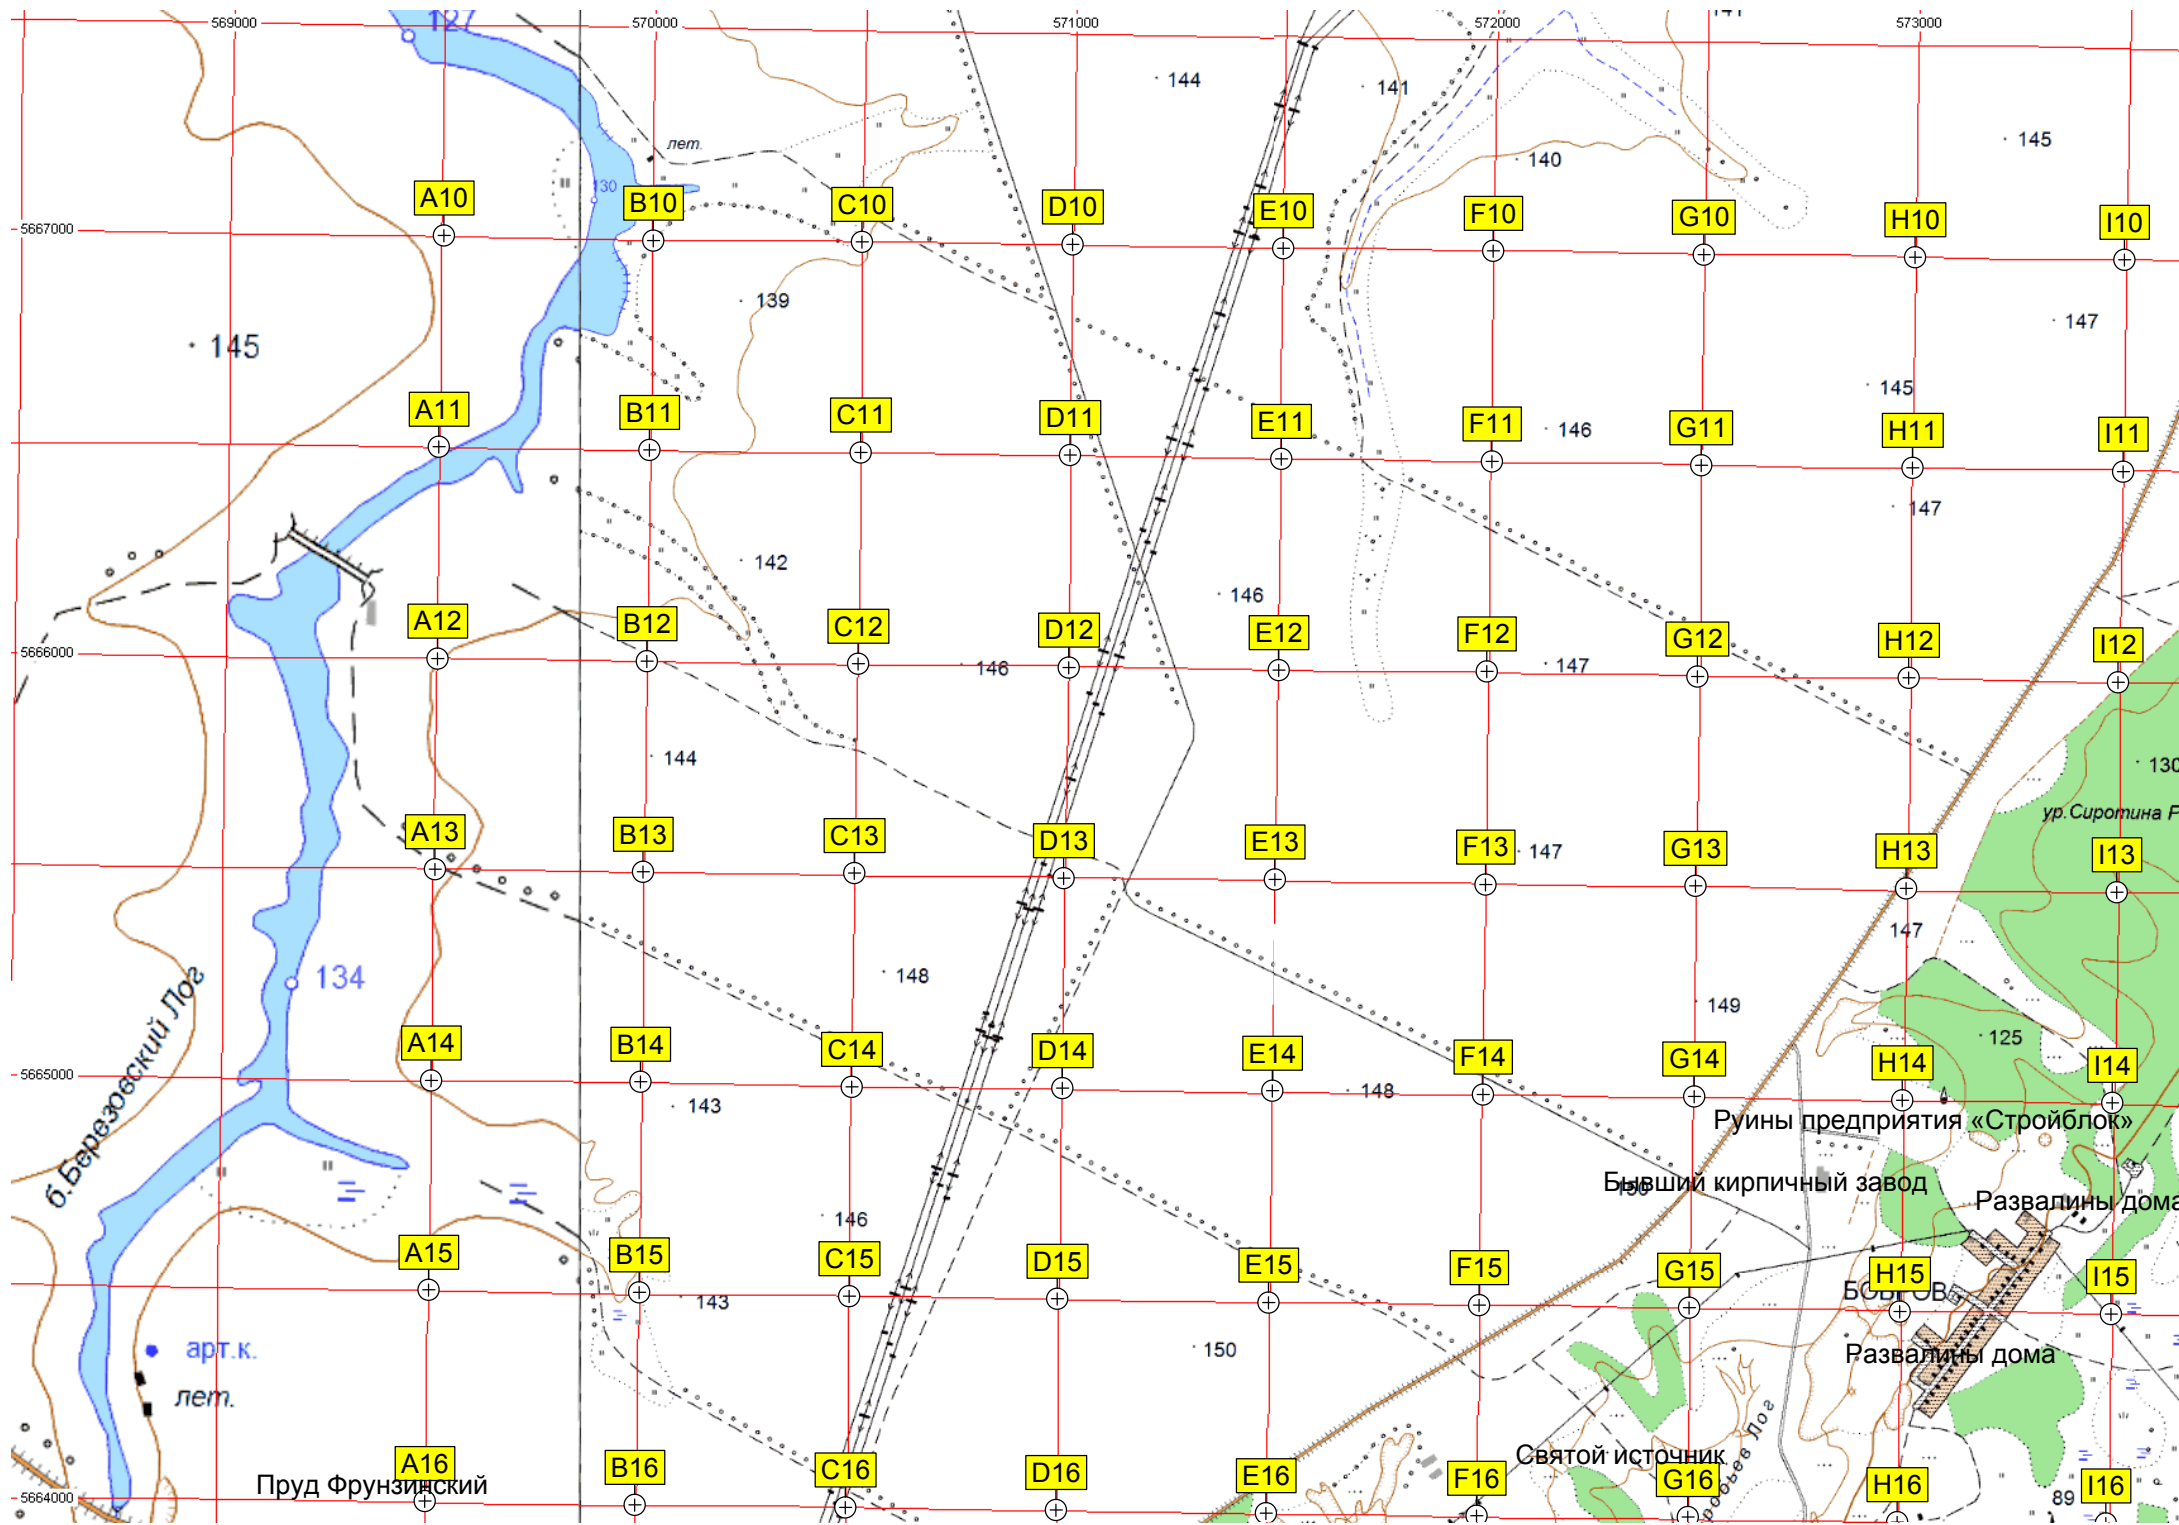 569000
570000
571000
572000
573000
127
141
144
141
145
140
лет.
130
A10
B10
C10
D10
E10
F10
G10
H10
I10
5667000
139
147
145
145
A11
B11
C11
D11
E11
F11
G11
H11
I11
146
147
142
146
A12
B12
C12
D12
E12
F12
G12
H12
I12
5666000
146
147
144
130
ур.Сиротина
A13
B13
C13
D13
E13
F13
G13
H13
I13
147
147
134
148
149
б.Березовский Лог
125
A14
B14
C14
D14
E14
F14
G14
H14
I14
5665000
143
148
Руины предприятия «Стройблок»
Бывший кирпичный завод
Развалины дома
146
A15
B15
C15
D15
E15
F15
G15
H15
I15
143
арт.к.
150
Развалины дома
лет.
Святой источник
A16
B16
C16
D16
E16
F16
G16
H16
I16
Пруд Фрунзинский
5664000
89